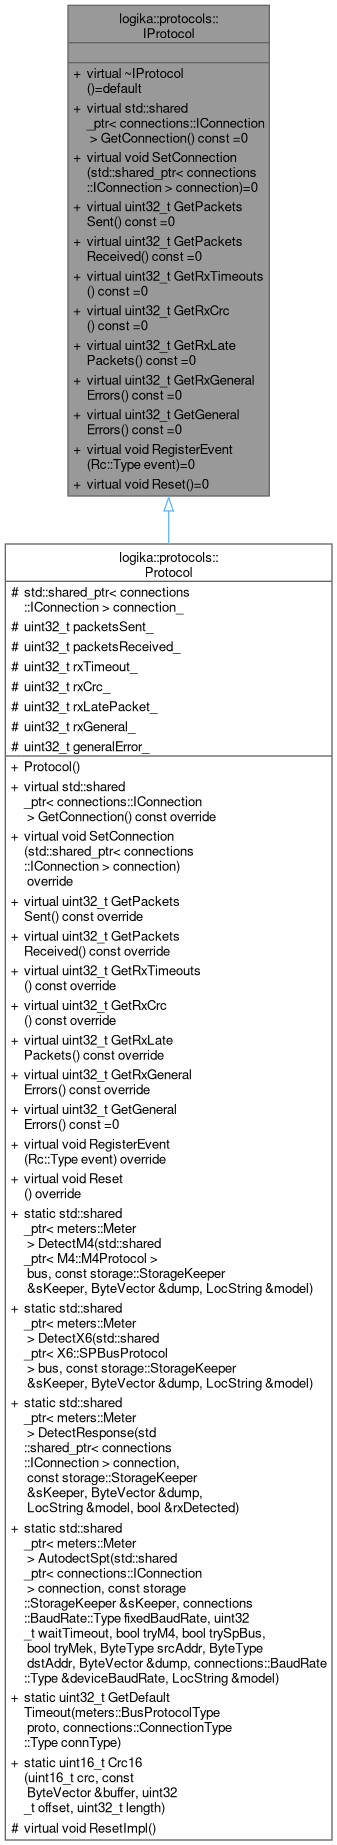 logika::protocols::
IProtocol
+ virtual ~IProtocol
()=default
+ virtual std::shared
_ptr< connections::IConnection
> GetConnection() const =0
+ virtual void SetConnection
(std::shared_ptr< connections
::IConnection > connection)=0
+ virtual uint32_t GetPackets
Sent() const =0
+ virtual uint32_t GetPackets
Received() const =0
+ virtual uint32_t GetRxTimeouts
() const =0
+ virtual uint32_t GetRxCrc
() const =0
+ virtual uint32_t GetRxLate
Packets() const =0
+ virtual uint32_t GetRxGeneral
Errors() const =0
+ virtual uint32_t GetGeneral
Errors() const =0
+ virtual void RegisterEvent
(Rc::Type event)=0
+ virtual void Reset()=0
logika::protocols::
Protocol
# std::shared_ptr< connections
::IConnection > connection_
# uint32_t packetsSent_
# uint32_t packetsReceived_
# uint32_t rxTimeout_
# uint32_t rxCrc_
# uint32_t rxLatePacket_
# uint32_t rxGeneral_
# uint32_t generalError_
+ Protocol()
+ virtual std::shared
_ptr< connections::IConnection
> GetConnection() const override
+ virtual void SetConnection
(std::shared_ptr< connections
::IConnection > connection)
override
+ virtual uint32_t GetPackets
Sent() const override
+ virtual uint32_t GetPackets
Received() const override
+ virtual uint32_t GetRxTimeouts
() const override
+ virtual uint32_t GetRxCrc
() const override
+ virtual uint32_t GetRxLate
Packets() const override
+ virtual uint32_t GetRxGeneral
Errors() const override
+ virtual uint32_t GetGeneral
Errors() const =0
+ virtual void RegisterEvent
(Rc::Type event) override
+ virtual void Reset
() override
+ static std::shared
_ptr< meters::Meter
> DetectM4(std::shared
_ptr< M4::M4Protocol >
bus, const storage::StorageKeeper
&sKeeper, ByteVector &dump, LocString &model)
+ static std::shared
_ptr< meters::Meter
> DetectX6(std::shared
_ptr< X6::SPBusProtocol
> bus, const storage::StorageKeeper
&sKeeper, ByteVector &dump, LocString &model)
+ static std::shared
_ptr< meters::Meter
> DetectResponse(std
::shared_ptr< connections
::IConnection > connection,
const storage::StorageKeeper
&sKeeper, ByteVector &dump,
LocString &model, bool &rxDetected)
+ static std::shared
_ptr< meters::Meter
> AutodectSpt(std::shared
_ptr< connections::IConnection
> connection, const storage
::StorageKeeper &sKeeper, connections
::BaudRate::Type fixedBaudRate, uint32
_t waitTimeout, bool tryM4, bool trySpBus,
bool tryMek, ByteType srcAddr, ByteType
dstAddr, ByteVector &dump, connections::BaudRate
::Type &deviceBaudRate, LocString &model)
+ static uint32_t GetDefault
Timeout(meters::BusProtocolType
proto, connections::ConnectionType
::Type connType)
+ static uint16_t Crc16
(uint16_t crc, const
ByteVector &buffer, uint32
_t offset, uint32_t length)
# virtual void ResetImpl()